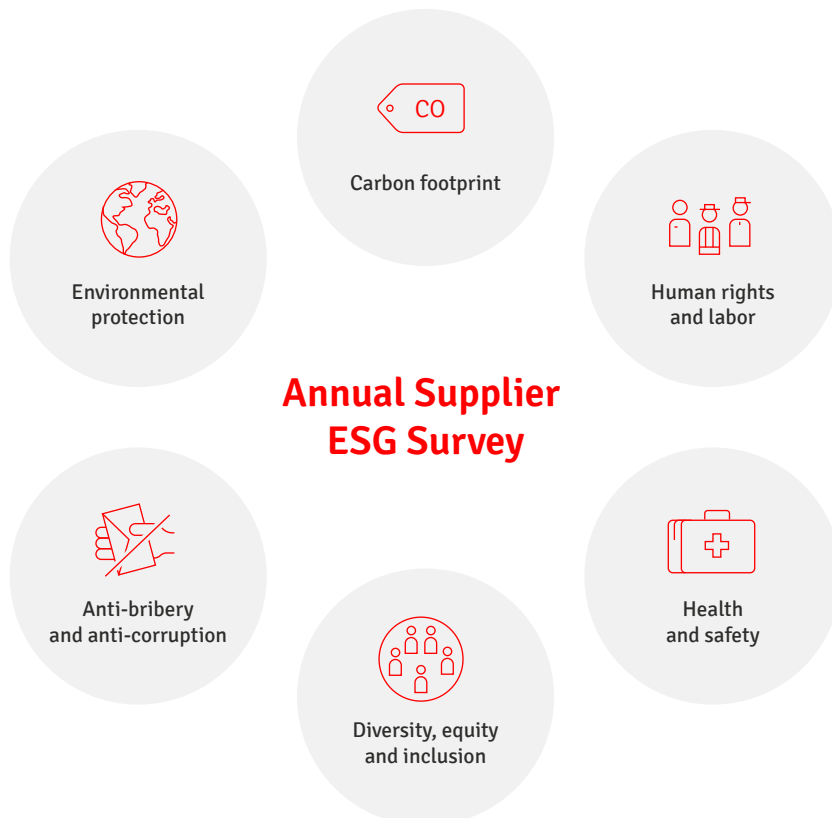 CO
Carbon footprint
Environmental
protection
Human rights
and labor
Annual Supplier
ESG Survey
Anti-bribery
and anti-corruption
Health
and safety
Diversity, equity
and inclusion